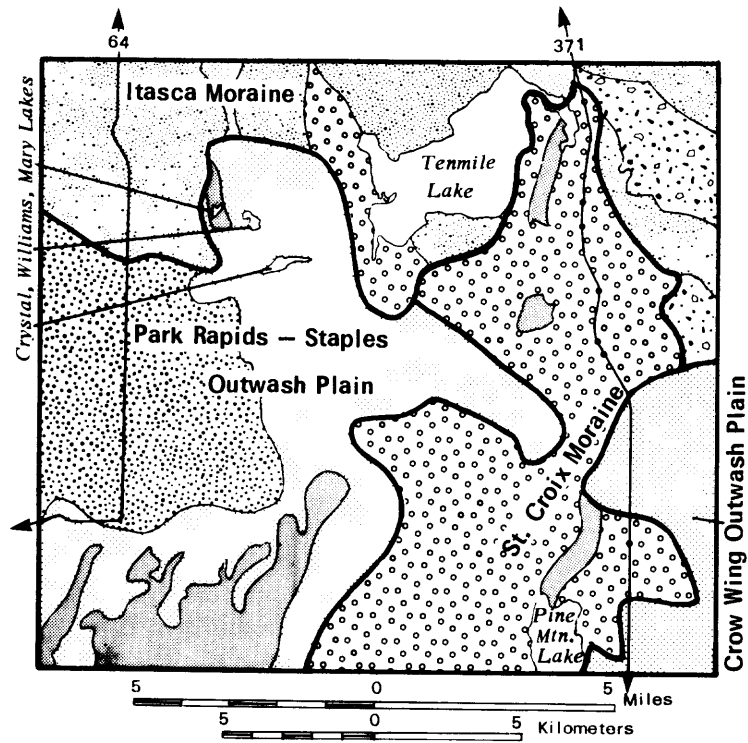 64
371
Itasca Moraine
Crystal, Williams, Mary Lakes
Tenmile
Lake
Park Rapids – Staples
Outwash Plain
St. Croix Moraine
Crow Wing Outwash Plain
Pine
Mtn.
Lake
5 0 5 Miles
5 0 5 Kilometers